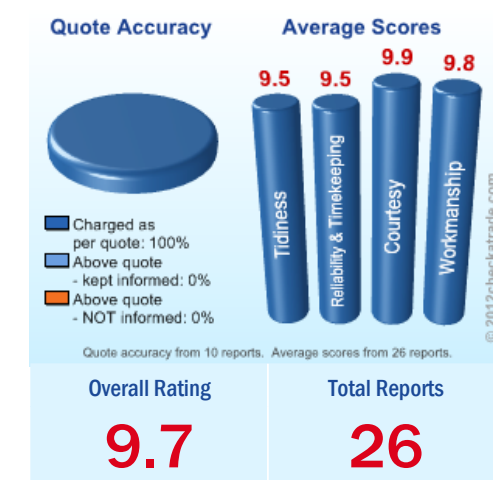 Quote Accuracy
Charged as
per quote: 100%
Above quote
- kept informed: 0%
Above quote
- NOT informed: 0%
Average Scores
9.5
9.5
9.9
9.8
Tidiness
Reliability & Timekeeping
Courtesy
Workmanship
© 2012checkatrade.com
Quote accuracy from 10 reports. Average scores from 26 reports.
Overall Rating
9.7
Total Reports
26